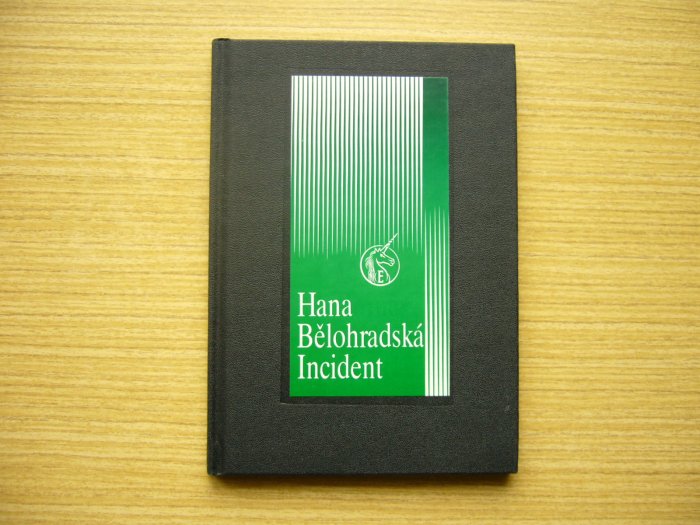 E
Hana
Bělohradská
Incident